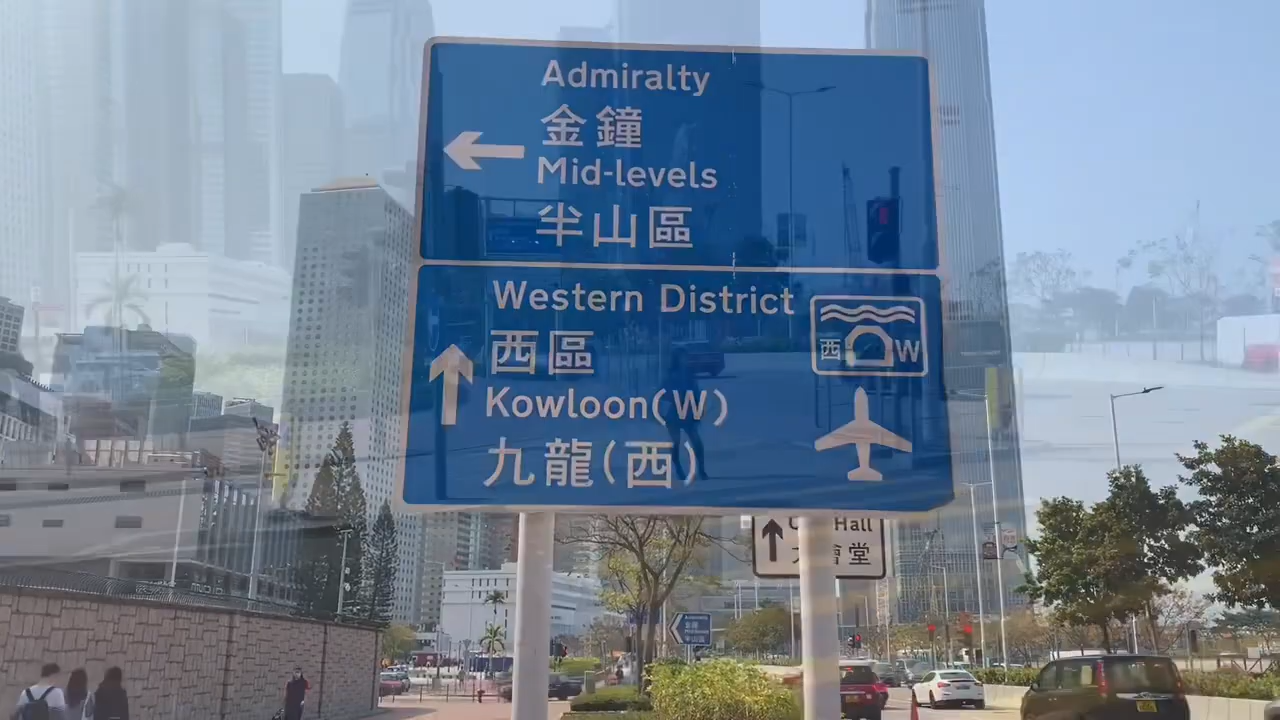 Admiralty
金鐘
Mid-levels
半山區
Western District
西區
西 W
Kowloon(W)
九龍(西)
Hall
會堂